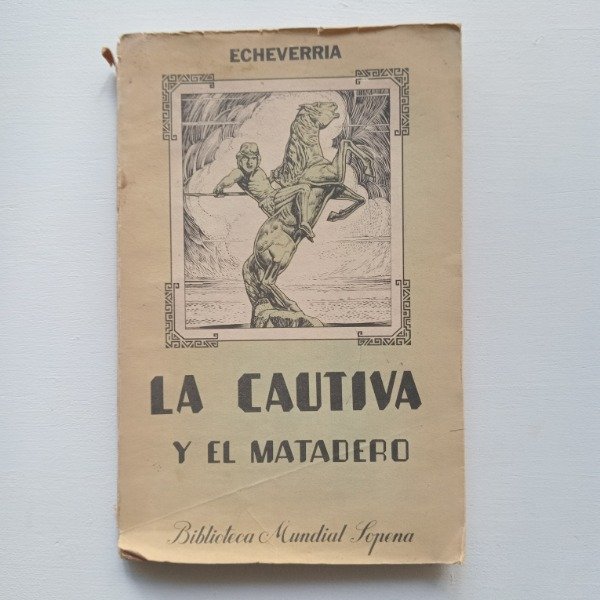 ECHEVERRIA
LA CAUTIVA
Y EL MATADERO
Biblioteca Mundial Sopena